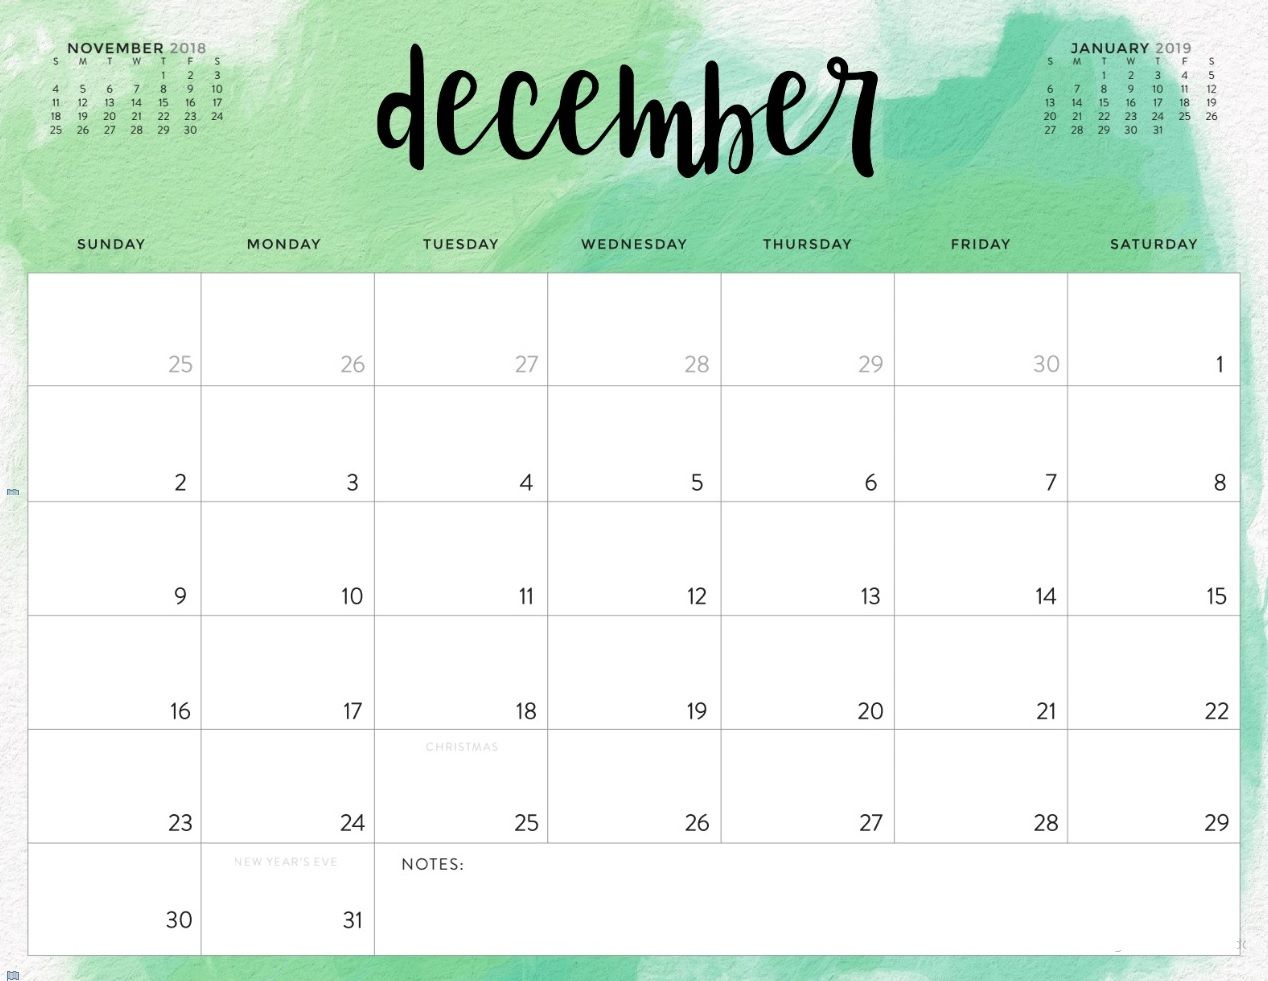 NOVEMBER 2018
S M T W T F S
1 2 3
4 5 6 7 8 9 10
11 12 13 14 15 16 17
18 19 20 21 22 23 24
25 26 27 28 29 30
december
JANUARY 2019
S M T W T F S
1 2 3 4 5
6 7 8 9 10 11 12
13 14 15 16 17 18 19
20 21 22 23 24 25 26
27 28 29 30 31
SUNDAY MONDAY TUESDAY WEDNESDAY THURSDAY FRIDAY SATURDAY
25 26 27 28 29 30 1
2 3 4 5 6 7 8
9 10 11 12 13 14 15
16 17 18 19 20 21 22
CHRISTMAS
23 24 25 26 27 28 29
NEW YEAR'S EVE NOTES:
30 31